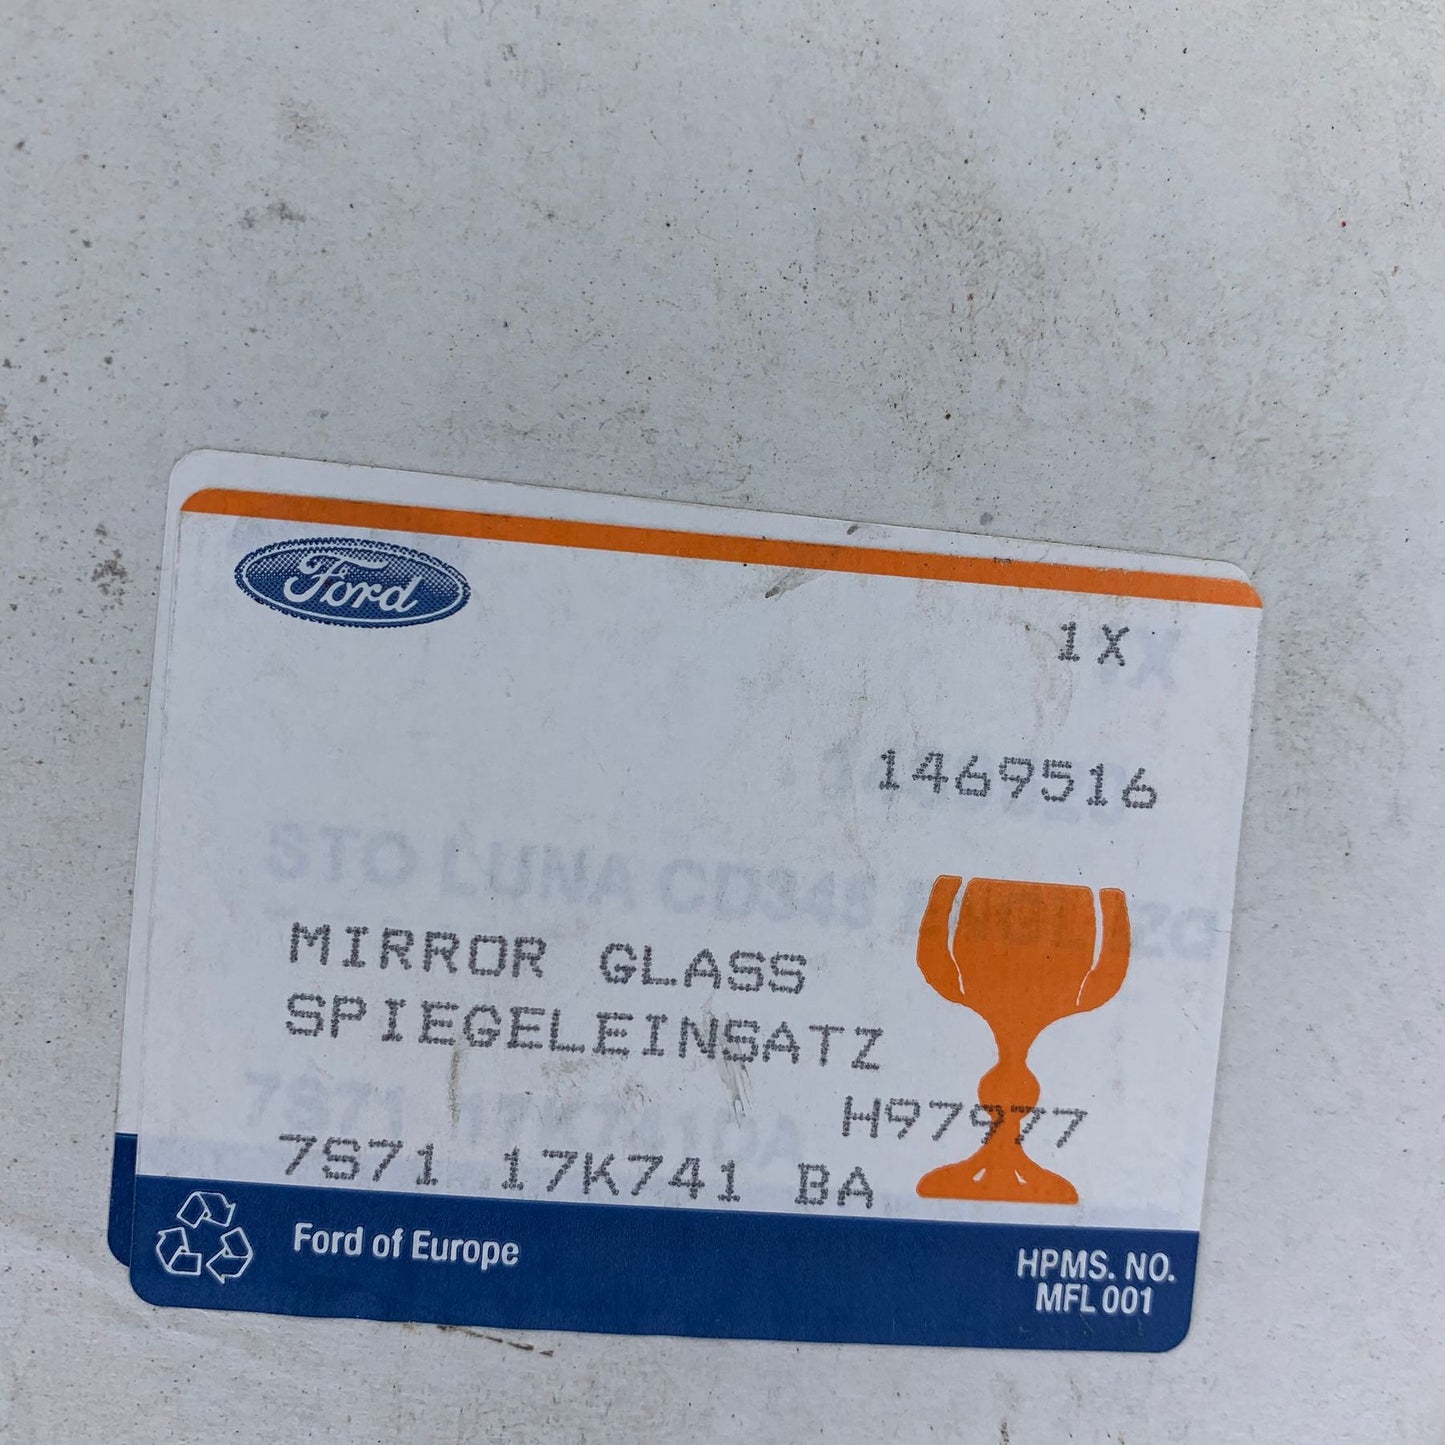 Ford
1X
1469516
MIRROR GLASS
SPIEGELEINSATZ
H97977
7S71 17K741 BA
Ford of Europe
HPMS. NO.
MFL 001